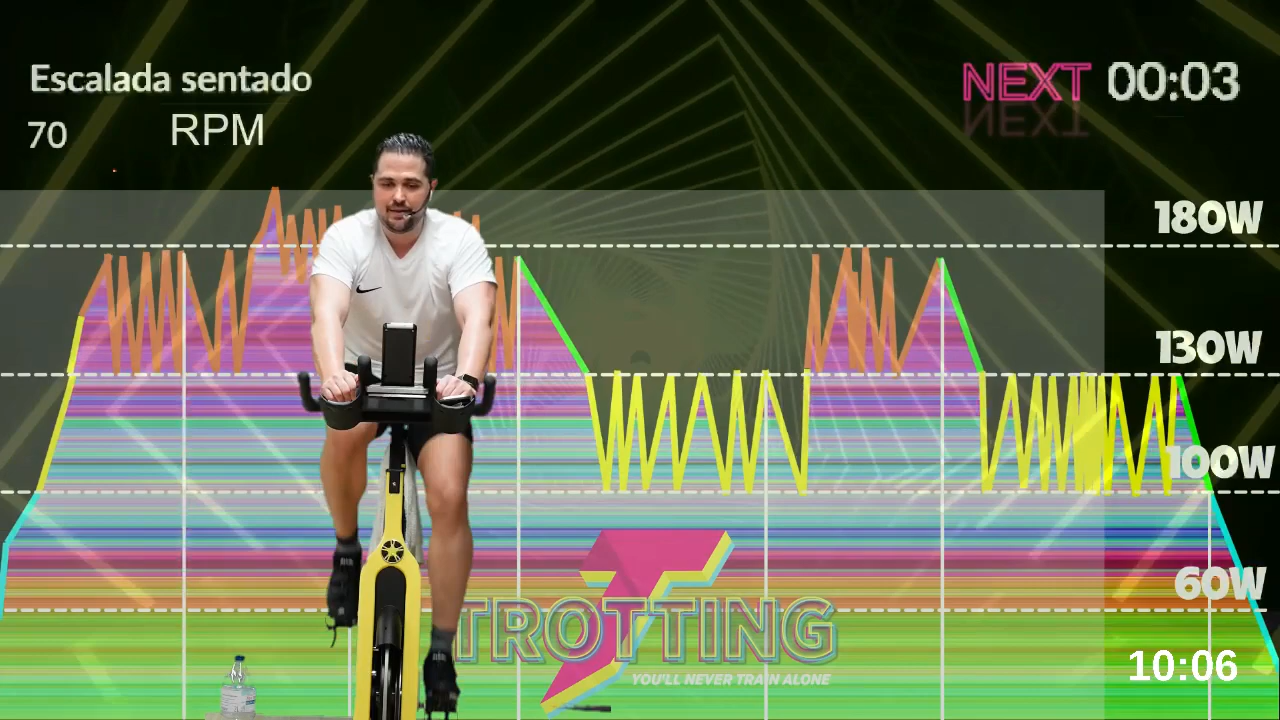 Escalada sentado
70 RPM
NEXT 00:03
180W
130W
100W
60W
TROTTING
YOU'LL NEVER TRAIN ALONE
10:06